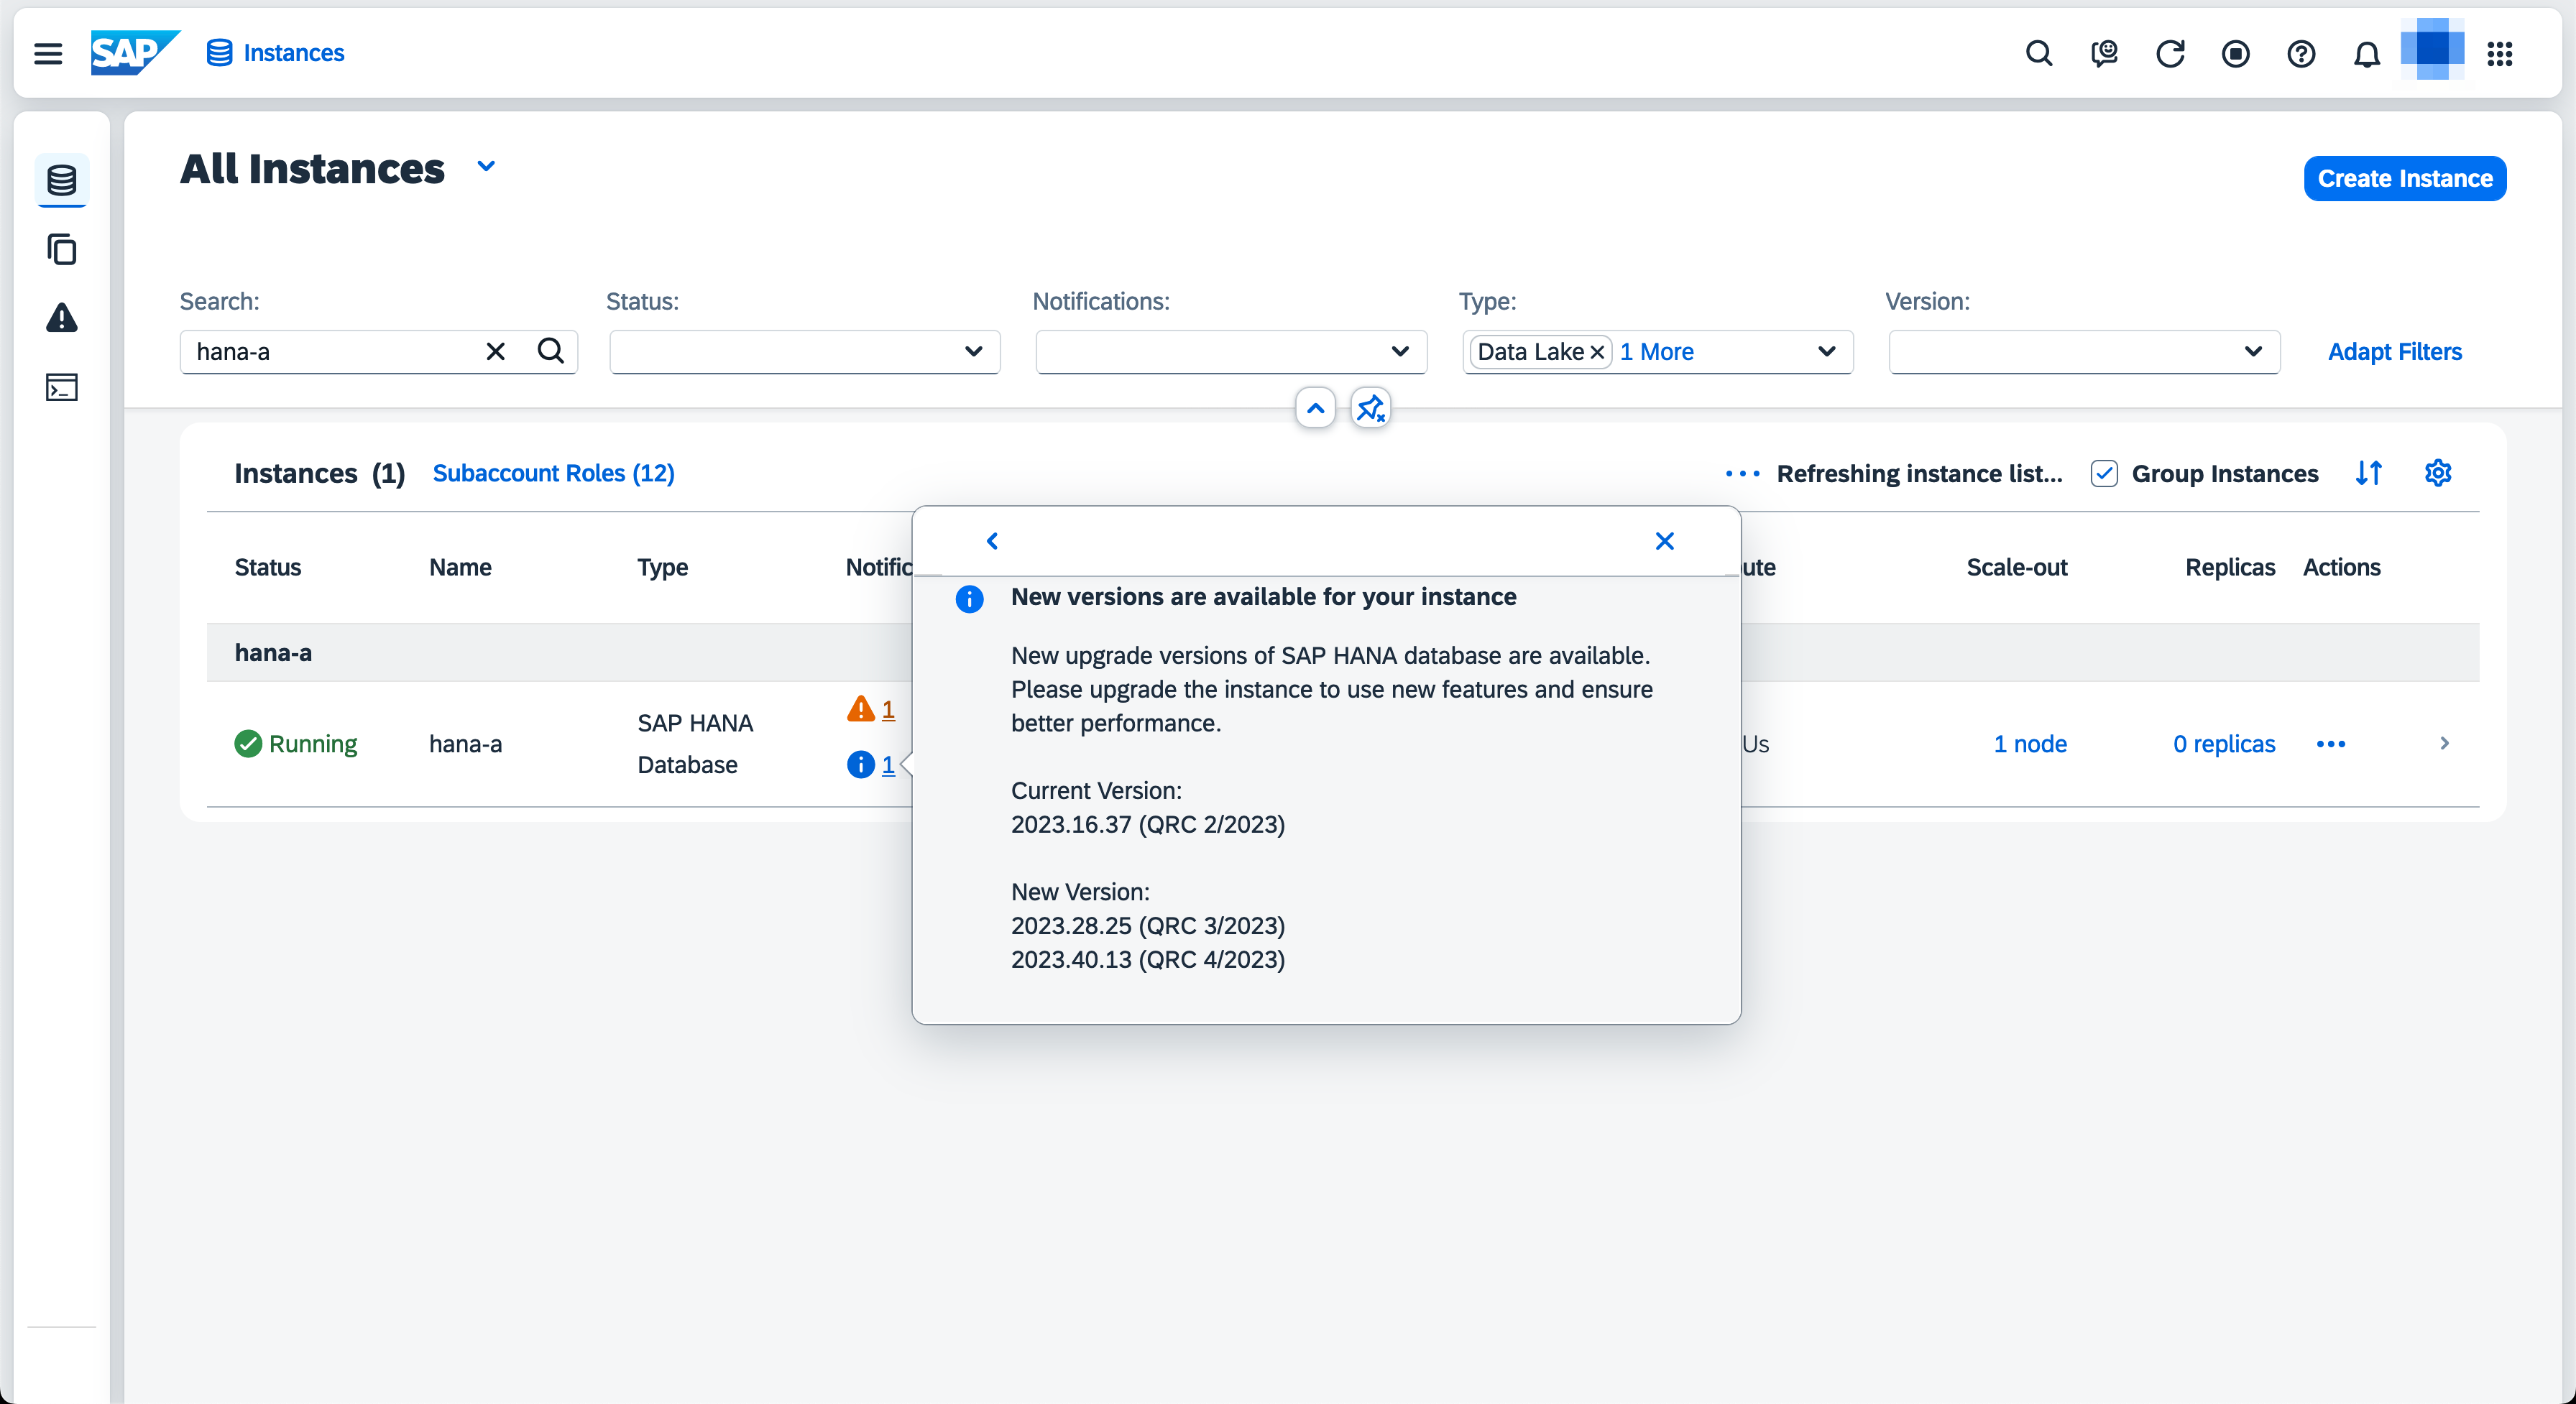 SAP Instances
All Instances
Create Instance
Search: Status: Notifications: Type: Version:
hana-a Data Lake 1 More Adapt Filters
Instances (1) Subaccount Roles (12) Refreshing instance list... Group Instances
Status Name Type Notific ute Scale-out Replicas Actions
hana-a
Running hana-a SAP HANA Database 1 1 Us 1 node 0 replicas
New versions are available for your instance
New upgrade versions of SAP HANA database are available.
Please upgrade the instance to use new features and ensure
better performance.
Current Version:
2023.16.37 (QRC 2/2023)
New Version:
2023.28.25 (QRC 3/2023)
2023.40.13 (QRC 4/2023)